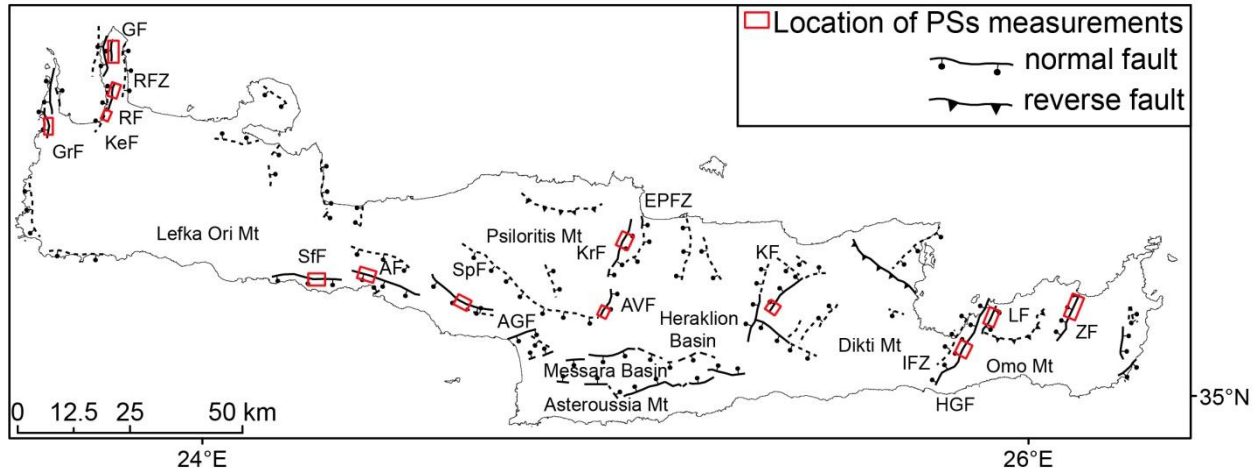 GF
Location of PSs measurements
normal fault
reverse fault
RFZ
RF
KeF
GrF
EPFZ
Lefka Ori Mt
Psiloritis Mt
KrF
SfF
AF
SpF
KF
AVF
AGF
Heraklion
Basin
Dikti Mt
LF
ZF
IFZ
Omo Mt
Messara Basin
Asteroussia Mt
HGF
0 12.5 25 50 km
35°N
24°E
26°E